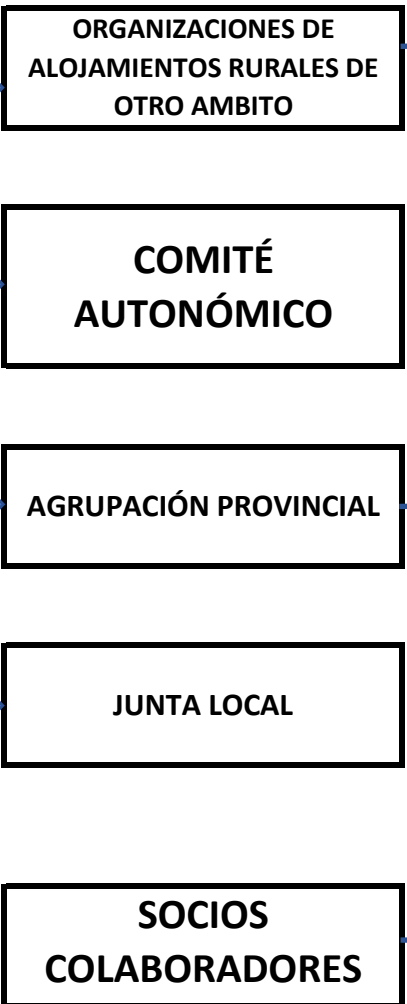 ORGANIZACIONES DE
ALOJAMIENTOS RURALES DE
OTRO AMBITO
COMITÉ
AUTONÓMICO
AGRUPACIÓN PROVINCIAL
JUNTA LOCAL
SOCIOS
COLABORADORES